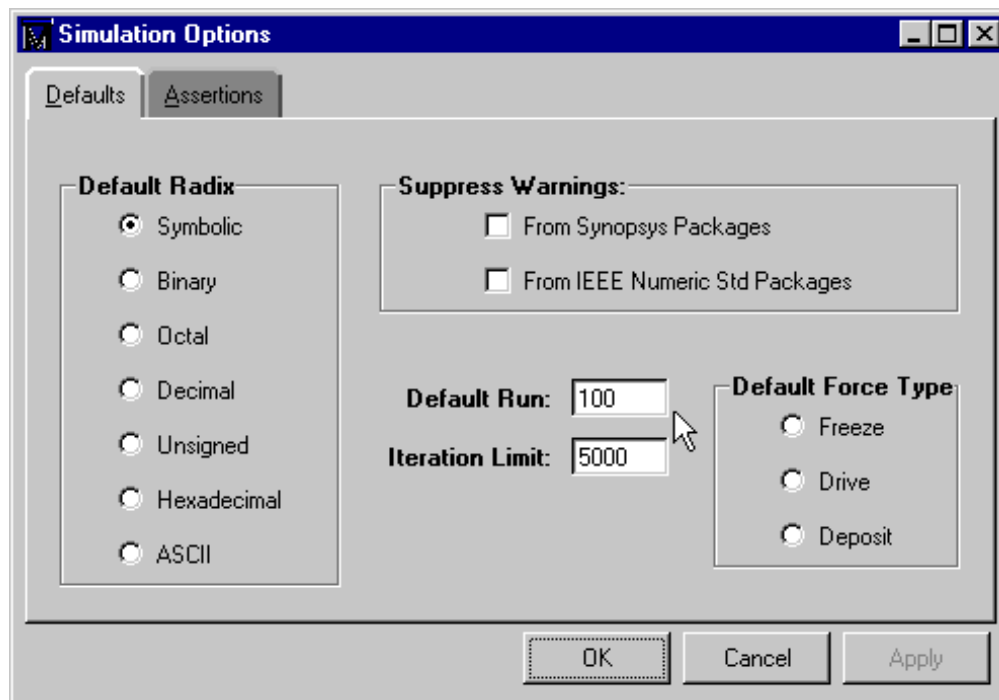 Simulation Options
Defaults
Assertions
Default Radix
Symbolic
Binary
Octal
Decimal
Unsigned
Hexadecimal
ASCII
Suppress Warnings:
From Synopsys Packages
From IEEE Numeric Std Packages
Default Run: 100
Iteration Limit: 5000
Default Force Type
Freeze
Drive
Deposit
OK
Cancel
Apply